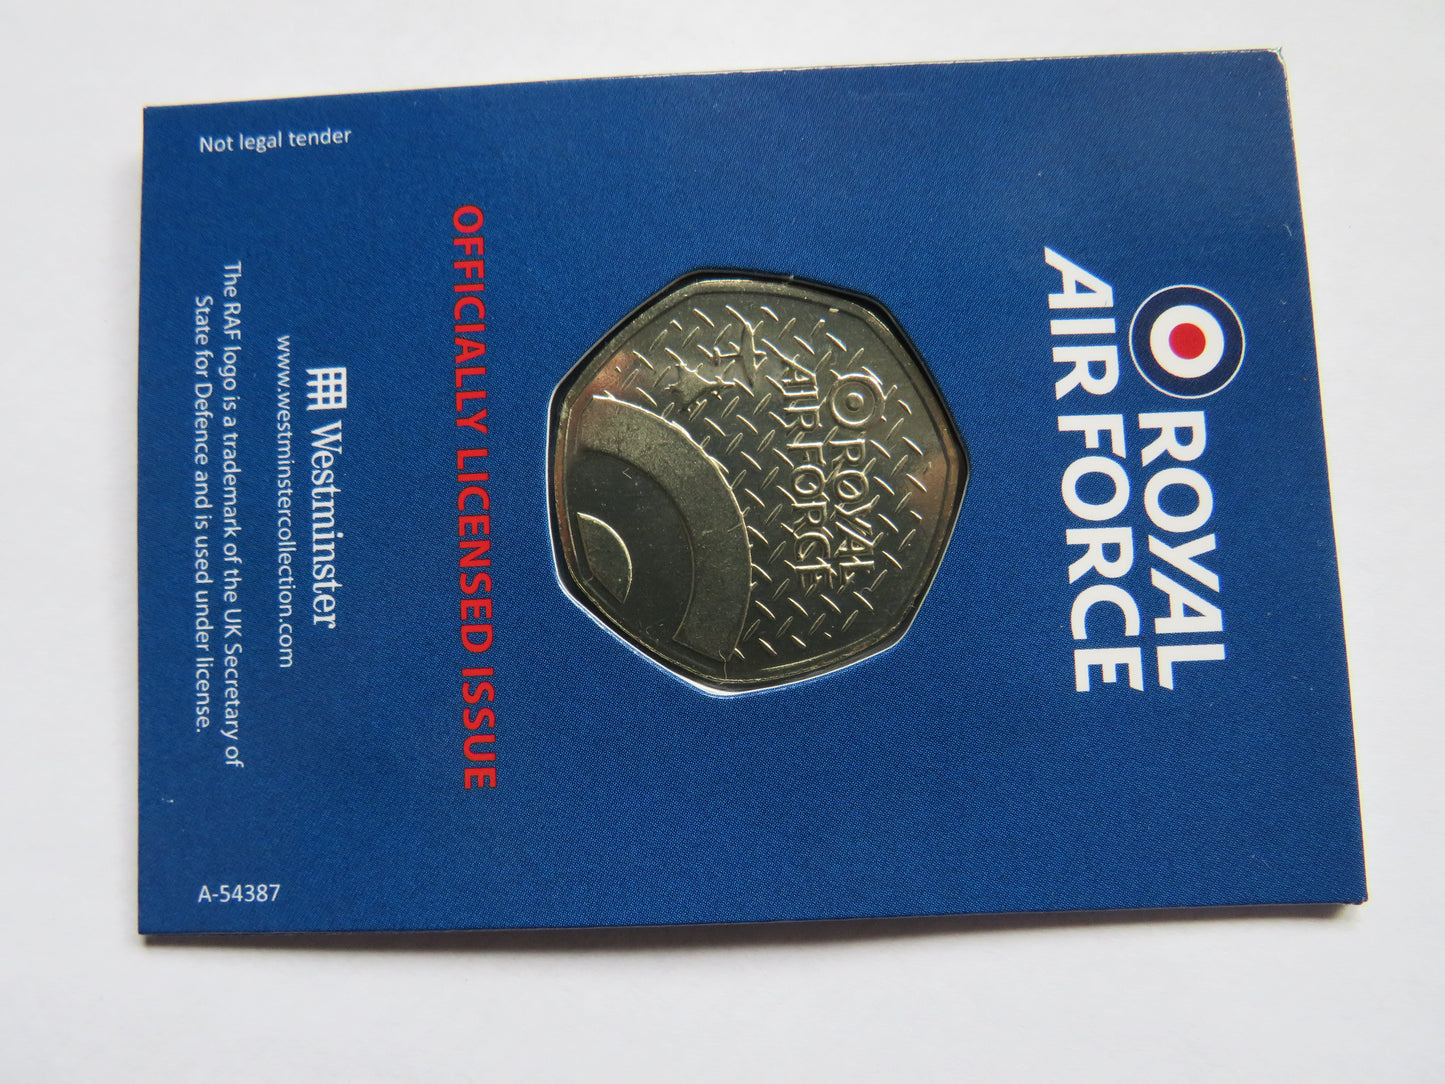 ROYAL
AIR FORCE
ROYAL
AIR FORCE
OFFICIALLY LICENSED ISSUE
Westminster
www.westminstercollection.com
The RAF logo is a trademark of the UK Secretary of
State for Defence and is used under license.
Not legal tender
A-54387